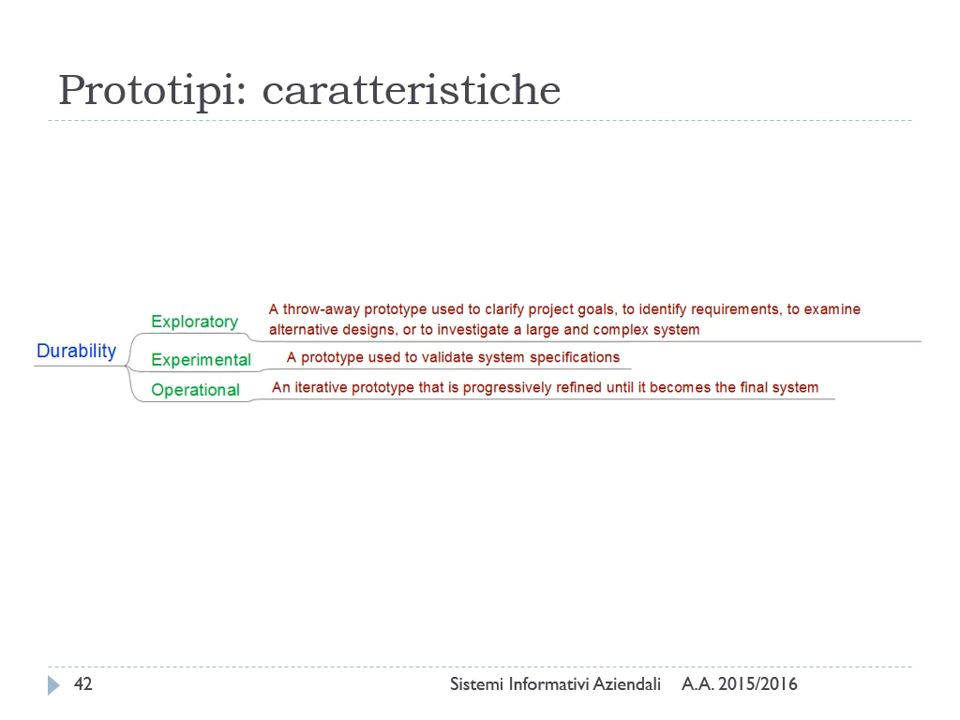 Prototipi: caratteristiche
Durability
Exploratory
A throw-away prototype used to clarify project goals, to identify requirements, to examine
alternative designs, or to investigate a large and complex system
Experimental
A prototype used to validate system specifications
Operational
An iterative prototype that is progressively refined until it becomes the final system
42
Sistemi Informativi Aziendali A.A. 2015/2016